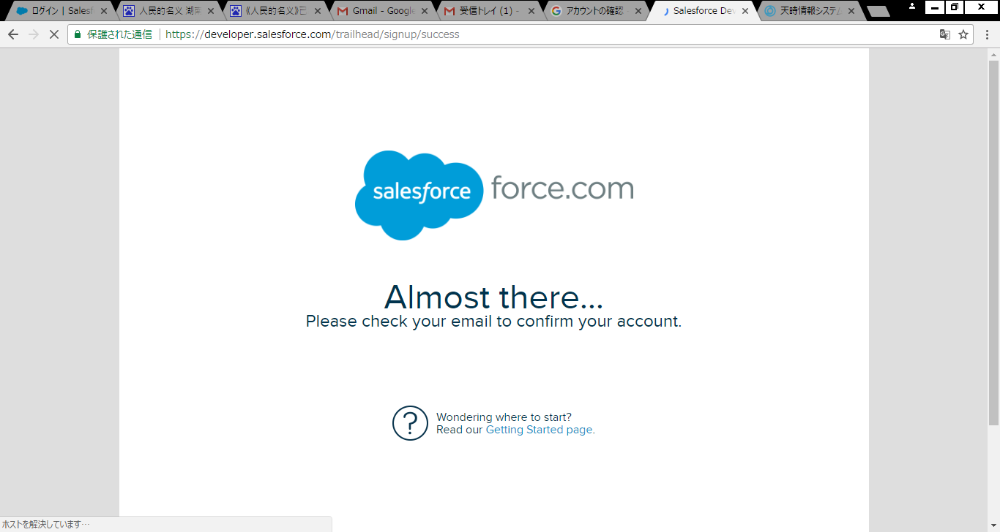 ログイン | Salesf
人民的名义 湖南
《人民的名义》已
Gmail - Google
受信トレイ (1) -
アカウントの確認 -
Salesforce Dev
天時情報システム
保護された通信
https://developer.salesforce.com/trailhead/signup/success
salesforce force.com
Almost there...
Please check your email to confirm your account.
?
Wondering where to start?
Read our Getting Started page.
ホストを解決しています…